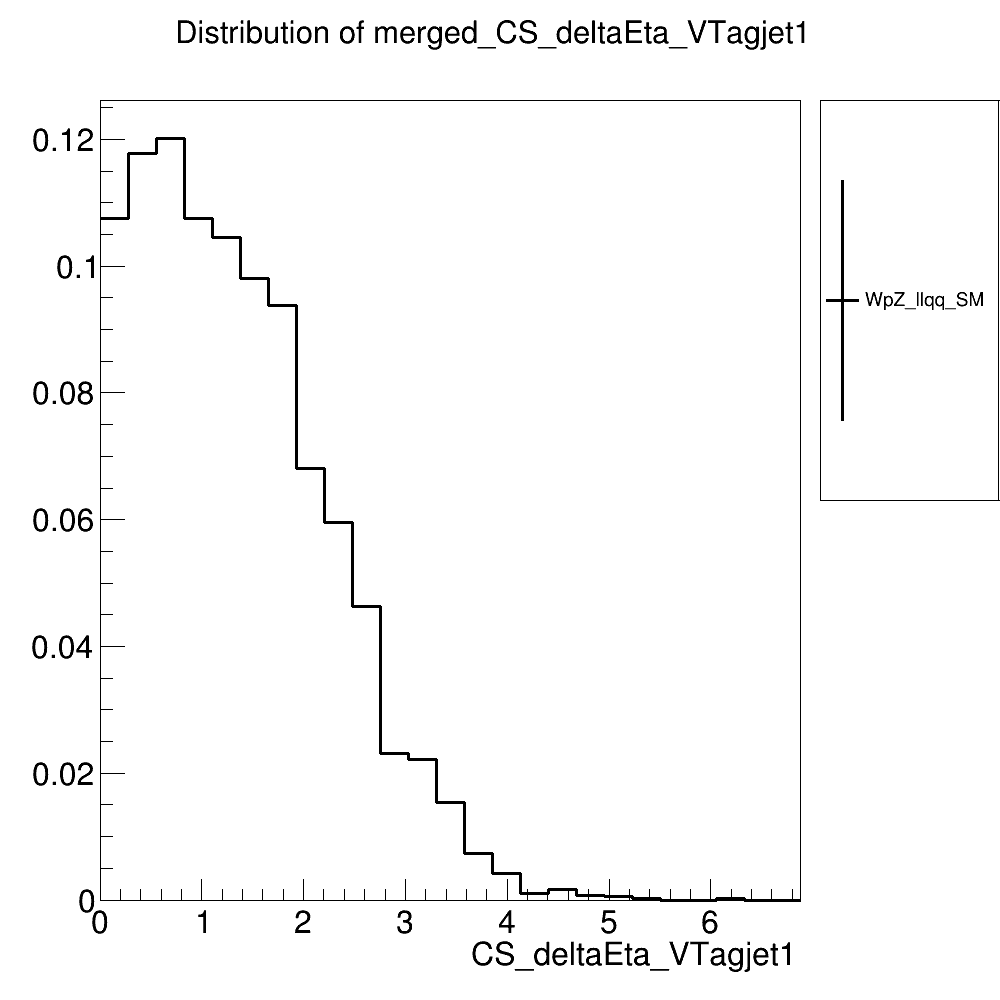 Distribution of merged_CS_deltaEta_VTagjet1
0.12
0.1
0.08
0.06
0.04
0.02
0
0 1 2 3 4 5 6
CS_deltaEta_VTagjet1
WpZ_llqq_SM